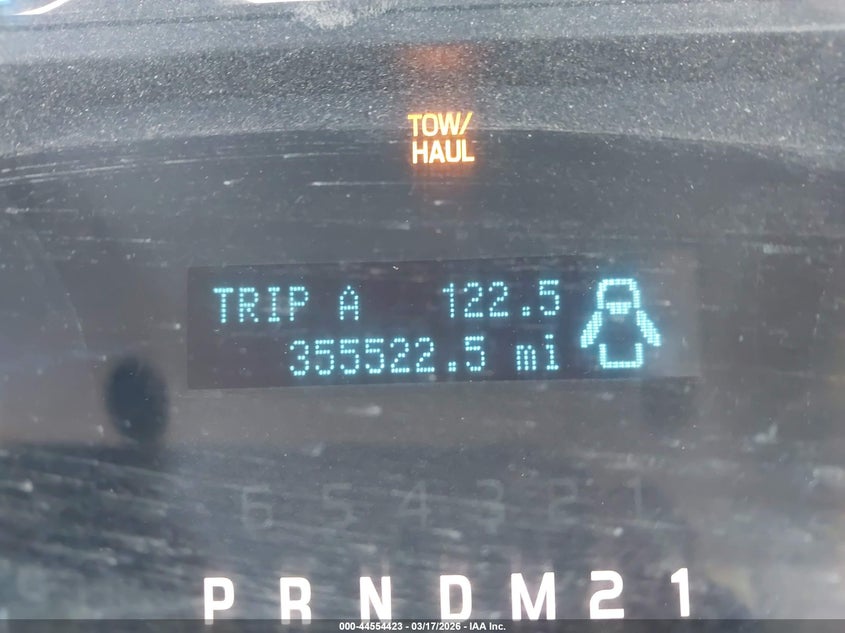 TOW/
HAUL
TRIP A 122.5
355522.5 mi
6 5 4 3 2 1
P R N D M 2 1
000-44554423 - 03/17/2026 - IAA Inc.